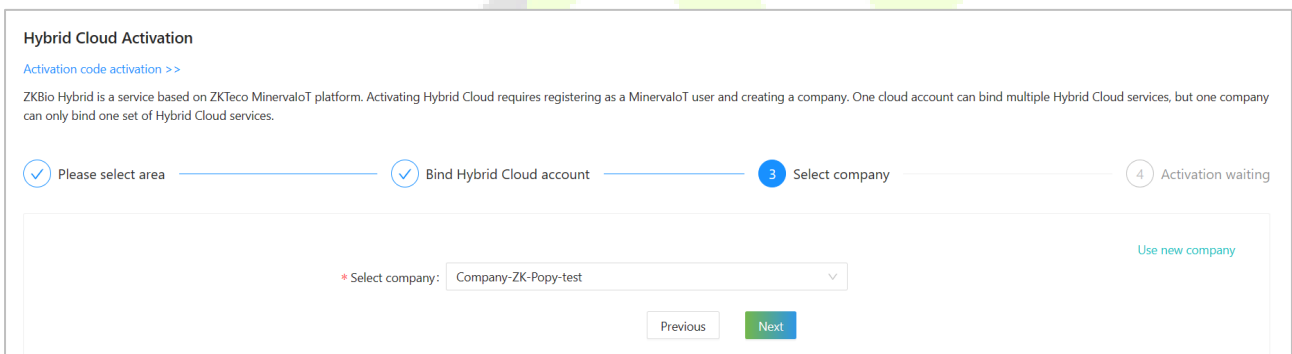 Hybrid Cloud Activation
Activation code activation >>
ZKBio Hybrid is a service based on ZKTeco MinervaIoT platform. Activating Hybrid Cloud requires registering as a MinervaIoT user and creating a company. One cloud account can bind multiple Hybrid Cloud services, but one company
can only bind one set of Hybrid Cloud services.
Please select area Bind Hybrid Cloud account 3 Select company 4 Activation waiting
Use new company
* Select company: Company-ZK-Popy-test
Previous Next